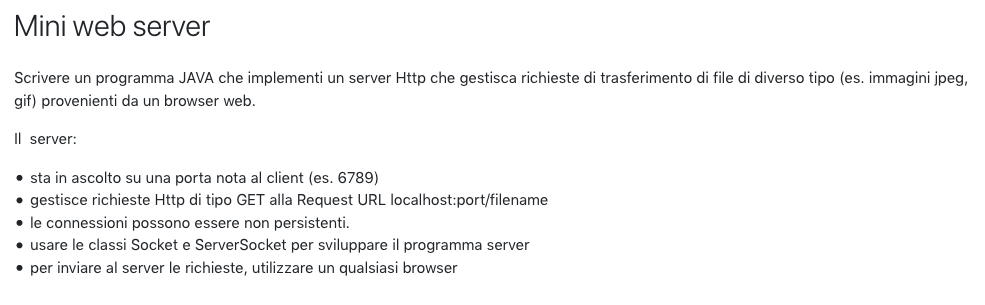 Mini web server
Scrivere un programma JAVA che implementi un server Http che gestisca richieste di trasferimento di file di diverso tipo (es. immagini jpeg,
gif) provenienti da un browser web.
Il  server:
• sta in ascolto su una porta nota al client (es. 6789)
• gestisce richieste Http di tipo GET alla Request URL localhost:port/filename
• le connessioni possono essere non persistenti.
• usare le classi Socket e ServerSocket per sviluppare il programma server
• per inviare al server le richieste, utilizzare un qualsiasi browser